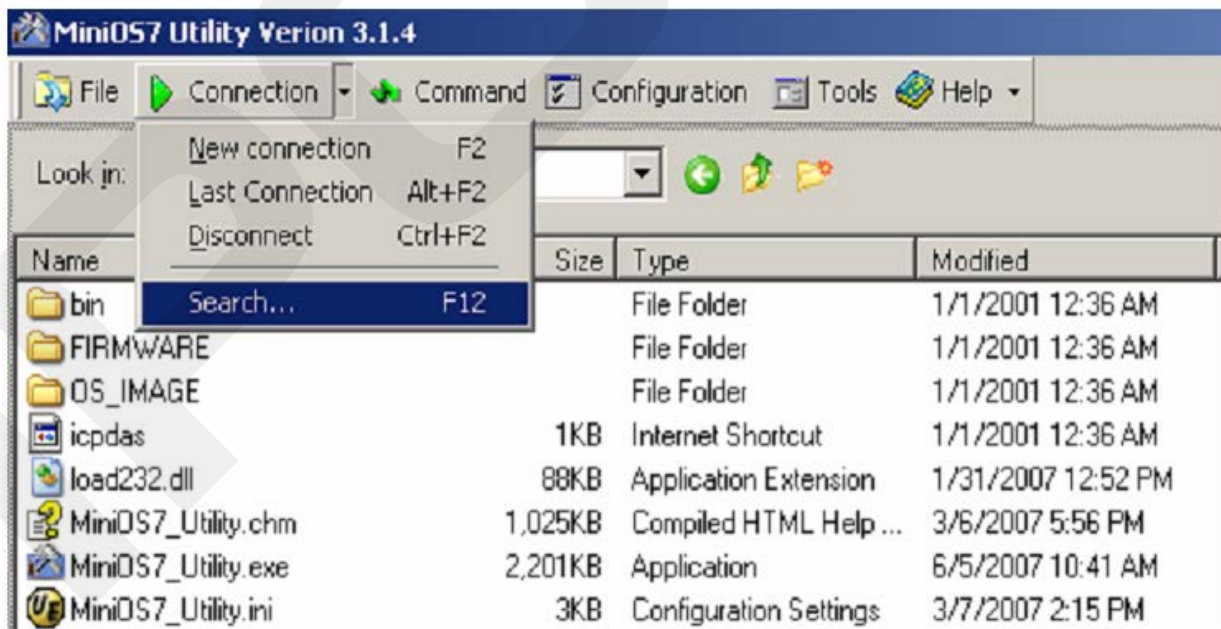 MiniOS7 Utility Verion 3.1.4
File Connection Command Configuration Tools Help
New connection F2
Look in:
Last Connection Alt+F2
Disconnect Ctrl+F2
Search... F12
Name Size Type Modified
bin File Folder 1/1/2001 12:36 AM
FIRMWARE File Folder 1/1/2001 12:36 AM
OS_IMAGE File Folder 1/1/2001 12:36 AM
icpdas 1KB Internet Shortcut 1/1/2001 12:36 AM
load232.dll 88KB Application Extension 1/31/2007 12:52 PM
MiniOS7_Utility.chm 1,025KB Compiled HTML Help ... 3/6/2007 5:56 PM
MiniOS7_Utility.exe 2,201KB Application 6/5/2007 10:41 AM
MiniOS7_Utility.ini 3KB Configuration Settings 3/7/2007 2:15 PM